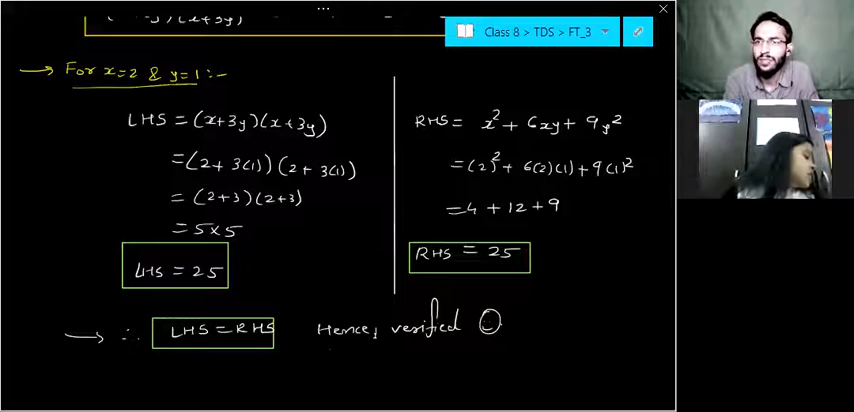 Class 8 > TDS > FT_3
→ For x=2 & y=1 :-
LHS = (x+3y)(x+3y)
= (2+3(1)) (2+3(1))
= (2+3)(2+3)
= 5×5
LHS = 25
RHS = x² + 6xy + 9y²
= (2)² + 6(2)(1) + 9(1)²
= 4 + 12 + 9
RHS = 25
→ ∴ LHS = RHS Hence, verified